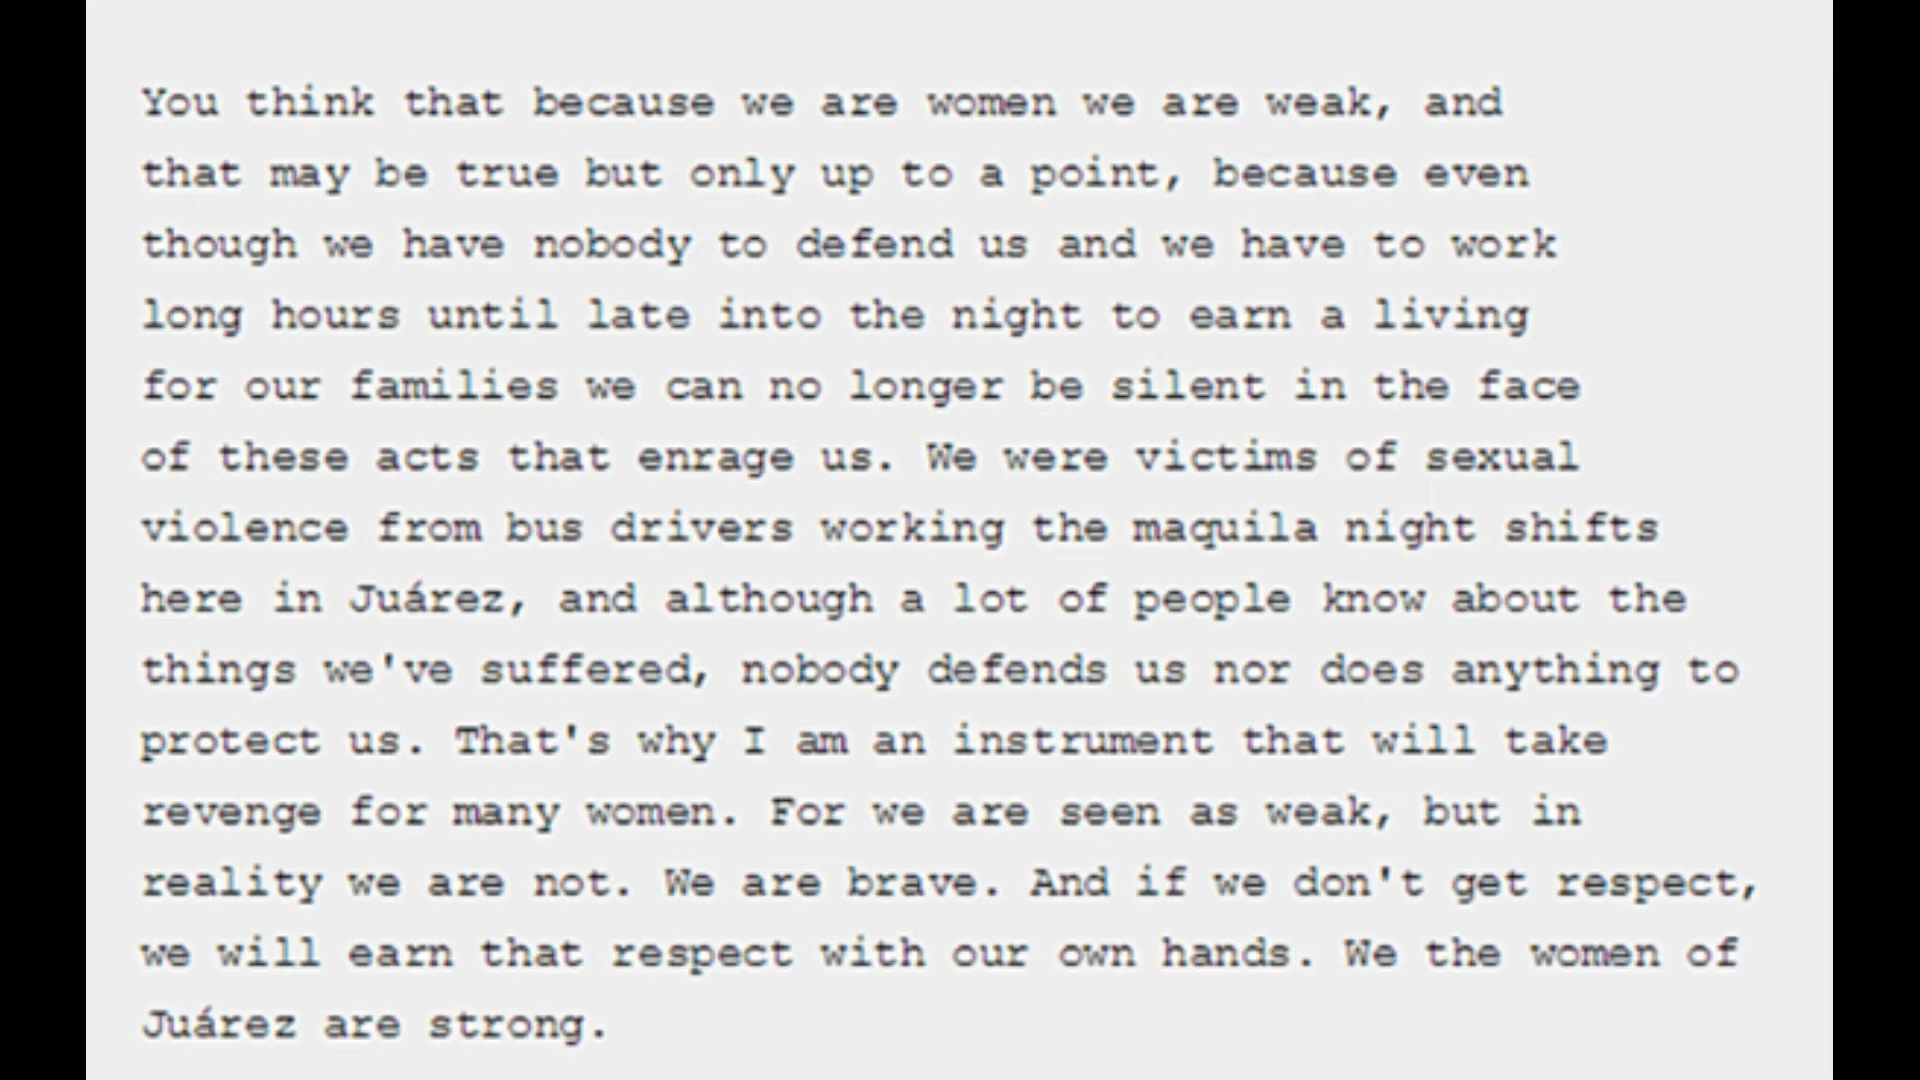 You think that because we are women we are weak, and
that may be true but only up to a point, because even
though we have nobody to defend us and we have to work
long hours until late into the night to earn a living
for our families we can no longer be silent in the face
of these acts that enrage us. We were victims of sexual
violence from bus drivers working the maquila night shifts
here in Juárez, and although a lot of people know about the
things we've suffered, nobody defends us nor does anything to
protect us. That's why I am an instrument that will take
revenge for many women. For we are seen as weak, but in
reality we are not. We are brave. And if we don't get respect,
we will earn that respect with our own hands. We the women of
Juárez are strong.